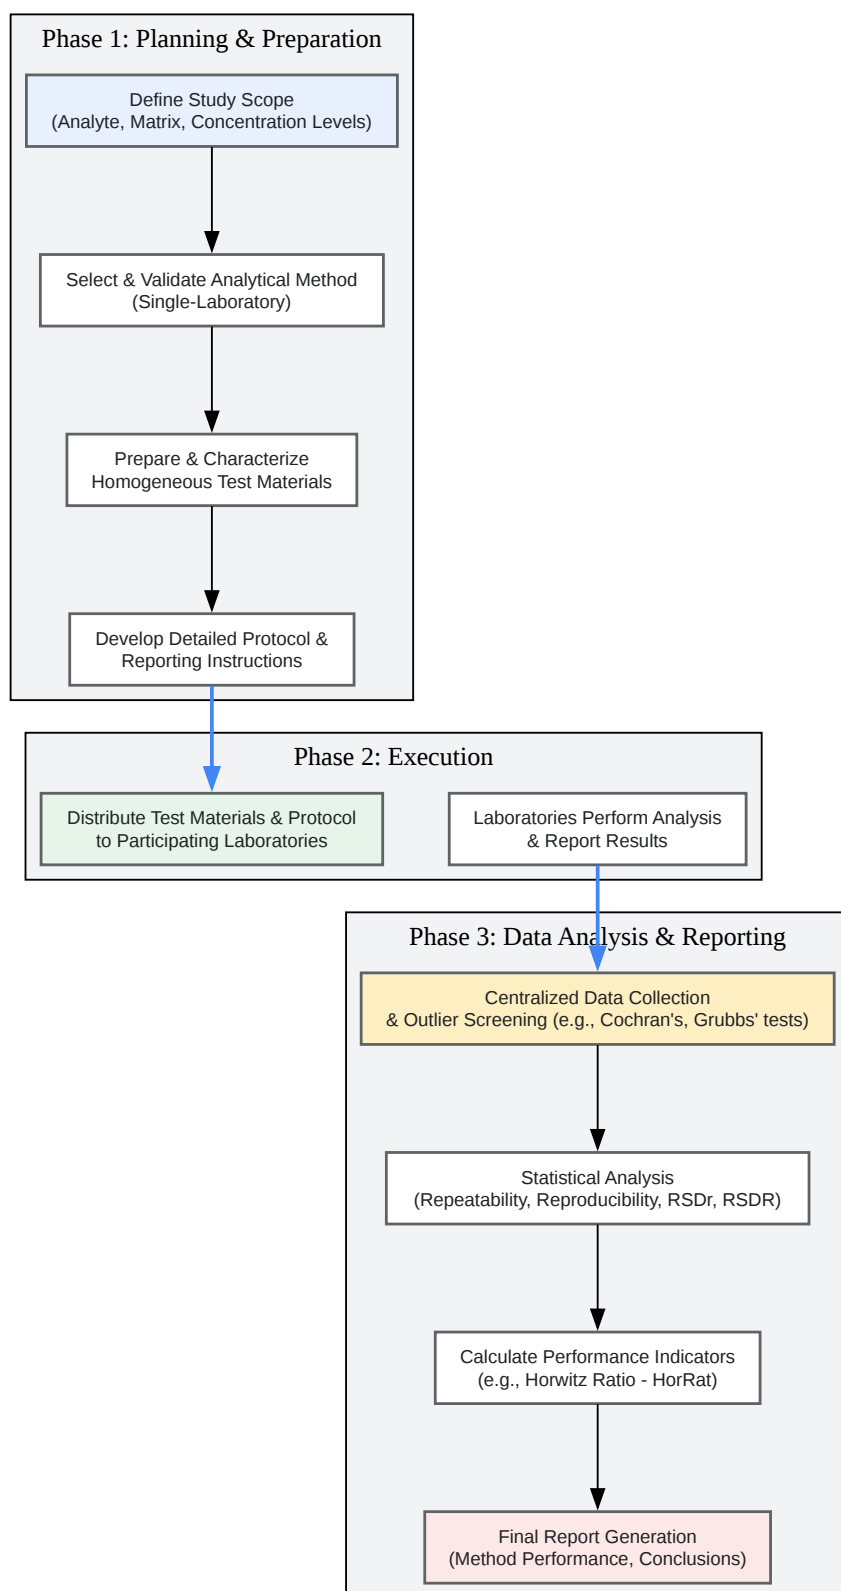 Phase 1: Planning & Preparation
Define Study Scope
(Analyte, Matrix, Concentration Levels)
Select & Validate Analytical Method
(Single-Laboratory)
Prepare & Characterize
Homogeneous Test Materials
Develop Detailed Protocol &
Reporting Instructions
Phase 2: Execution
Distribute Test Materials & Protocol
to Participating Laboratories
Laboratories Perform Analysis
& Report Results
Phase 3: Data Analysis & Reporting
Centralized Data Collection
& Outlier Screening (e.g., Cochran's, Grubbs' tests)
Statistical Analysis
(Repeatability, Reproducibility, RSDr, RSDR)
Calculate Performance Indicators
(e.g., Horwitz Ratio - HorRat)
Final Report Generation
(Method Performance, Conclusions)